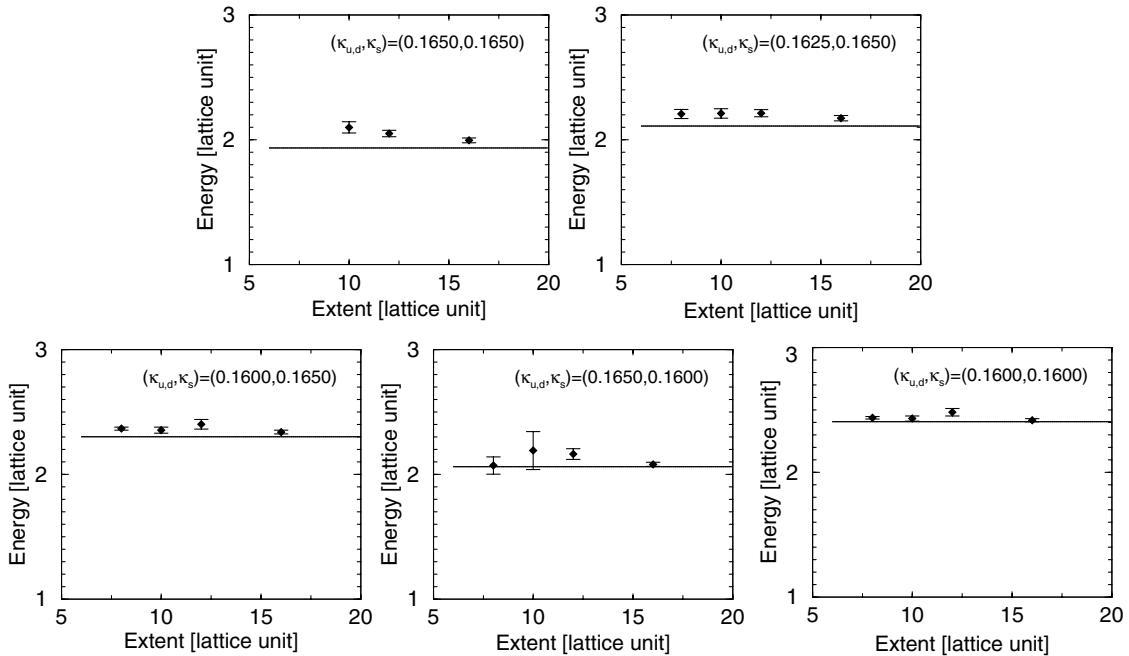 3
2
1
Energy [lattice unit]
(κu,d,κs)=(0.1650,0.1650)
5 10 15 20
Extent [lattice unit]
3
2
1
Energy [lattice unit]
(κu,d,κs)=(0.1625,0.1650)
5 10 15 20
Extent [lattice unit]
3
2
1
Energy [lattice unit]
(κu,d,κs)=(0.1600,0.1650)
5 10 15 20
Extent [lattice unit]
3
2
1
Energy [lattice unit]
(κu,d,κs)=(0.1650,0.1600)
5 10 15 20
Extent [lattice unit]
3
2
1
Energy [lattice unit]
(κu,d,κs)=(0.1600,0.1600)
5 10 15 20
Extent [lattice unit]